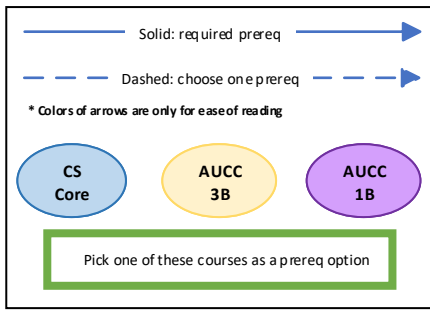 Solid: required prereq
Dashed: choose one prereq
* Colors of arrows are only for ease of reading
CS
Core
AUCC
3B
AUCC
1B
Pick one of these courses as a prereq option